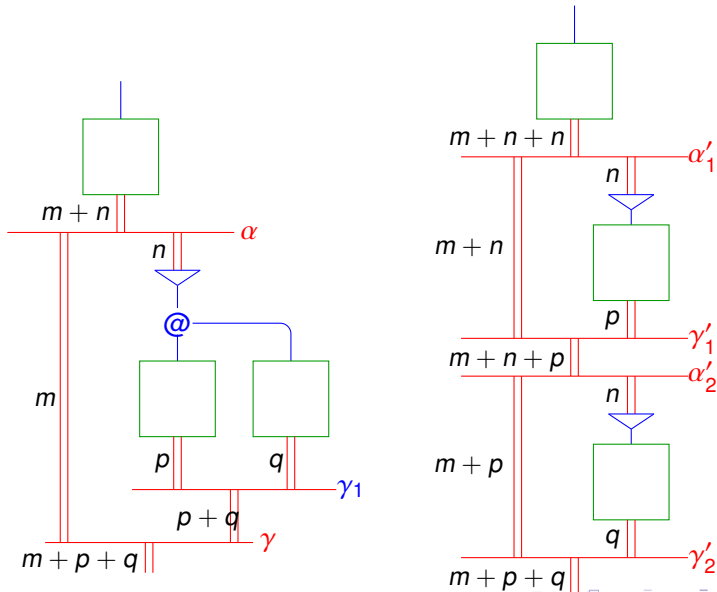 m + n
α
n
@
m
p
q
γ₁
p + q
γ
m + p + q
m + n + n
α′₁
n
m + n
p
γ′₁
m + n + p
α′₂
n
m + p
q
γ′₂
m + p + q